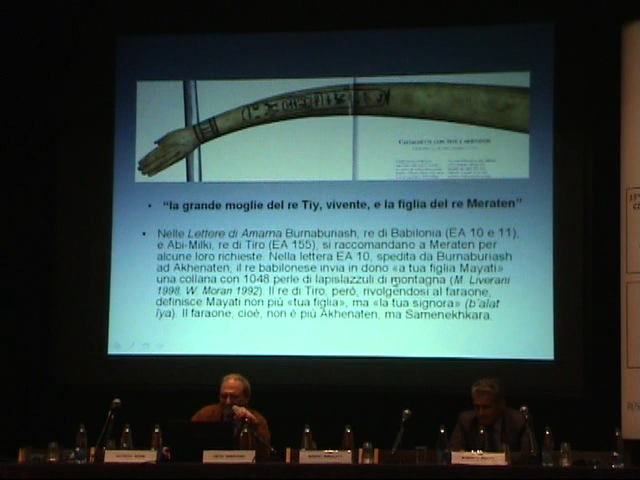 • "la grande moglie del re Tiy, vivente, e la figlia del re Meraten"
• Nelle Lettere di Amarna Burnaburiash, re di Babilonia (EA 10 e 11),
e Abi-Milki, re di Tiro (EA 155), si raccomandano a Meraten per
alcune loro richieste. Nella lettera EA 10, spedita da Burnaburiash
ad Akhenaten, il re babilonese invia in dono «a tua figlia Mayati»
una collana con 1048 perle di lapislazzuli di montagna (M. Liverani
1998. W. Moran 1992). Il re di Tiro, però, rivolgendosi al faraone,
definisce Mayati non più «tua figlia», ma «la tua signora» (b'alat
iya). Il faraone, cioè, non è più Akhenaten, ma Samenekhkara.